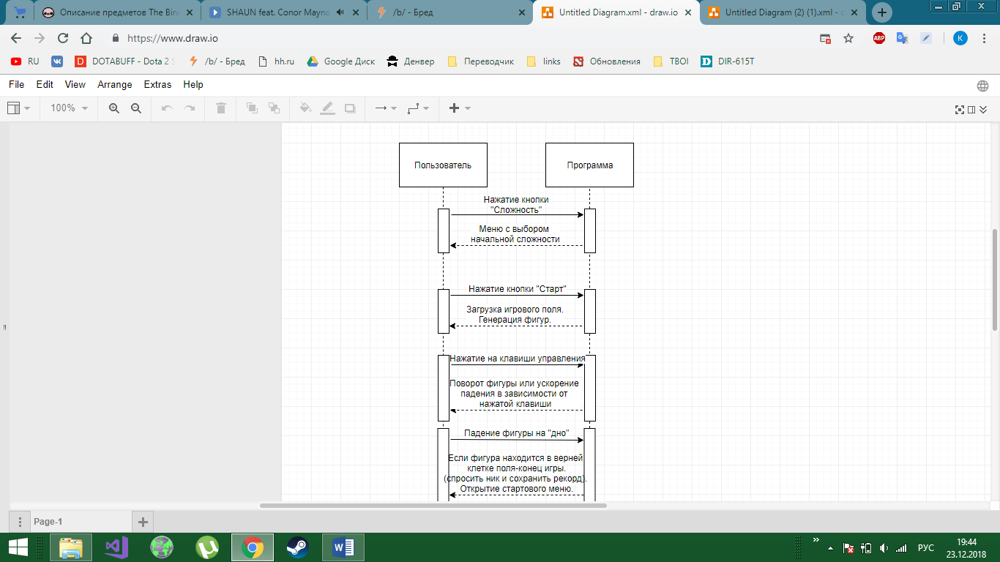 Описание предметов The Bind
SHAUN feat. Conor Mayna
/b/ - Бред
Untitled Diagram.xml - draw.io
Untitled Diagram (2) (1).xml -
https://www.draw.io
ABP
K
RU
DOTABUFF - Dota 2 S
/b/ - Бред
hh.ru
Google Диск
Денвер
Переводчик
links
Обновления
ТВОІ
DIR-615T
File Edit View Arrange Extras Help
100%
Пользователь
Программа
Нажатие кнопки
"Сложность"
Меню с выбором
начальной сложности
Нажатие кнопки "Старт"
Загрузка игрового поля.
Генерация фигур.
Нажатие на клавиши управления
Поворот фигуры или ускорение
падения в зависимости от
нажатой клавиши
Падение фигуры на "дно"
Если фигура находится в верней
клетке поля-конец игры.
(спросить ник и сохранить рекорд).
Открытие стартового меню.
Page-1
РУС
19:44
23.12.2018